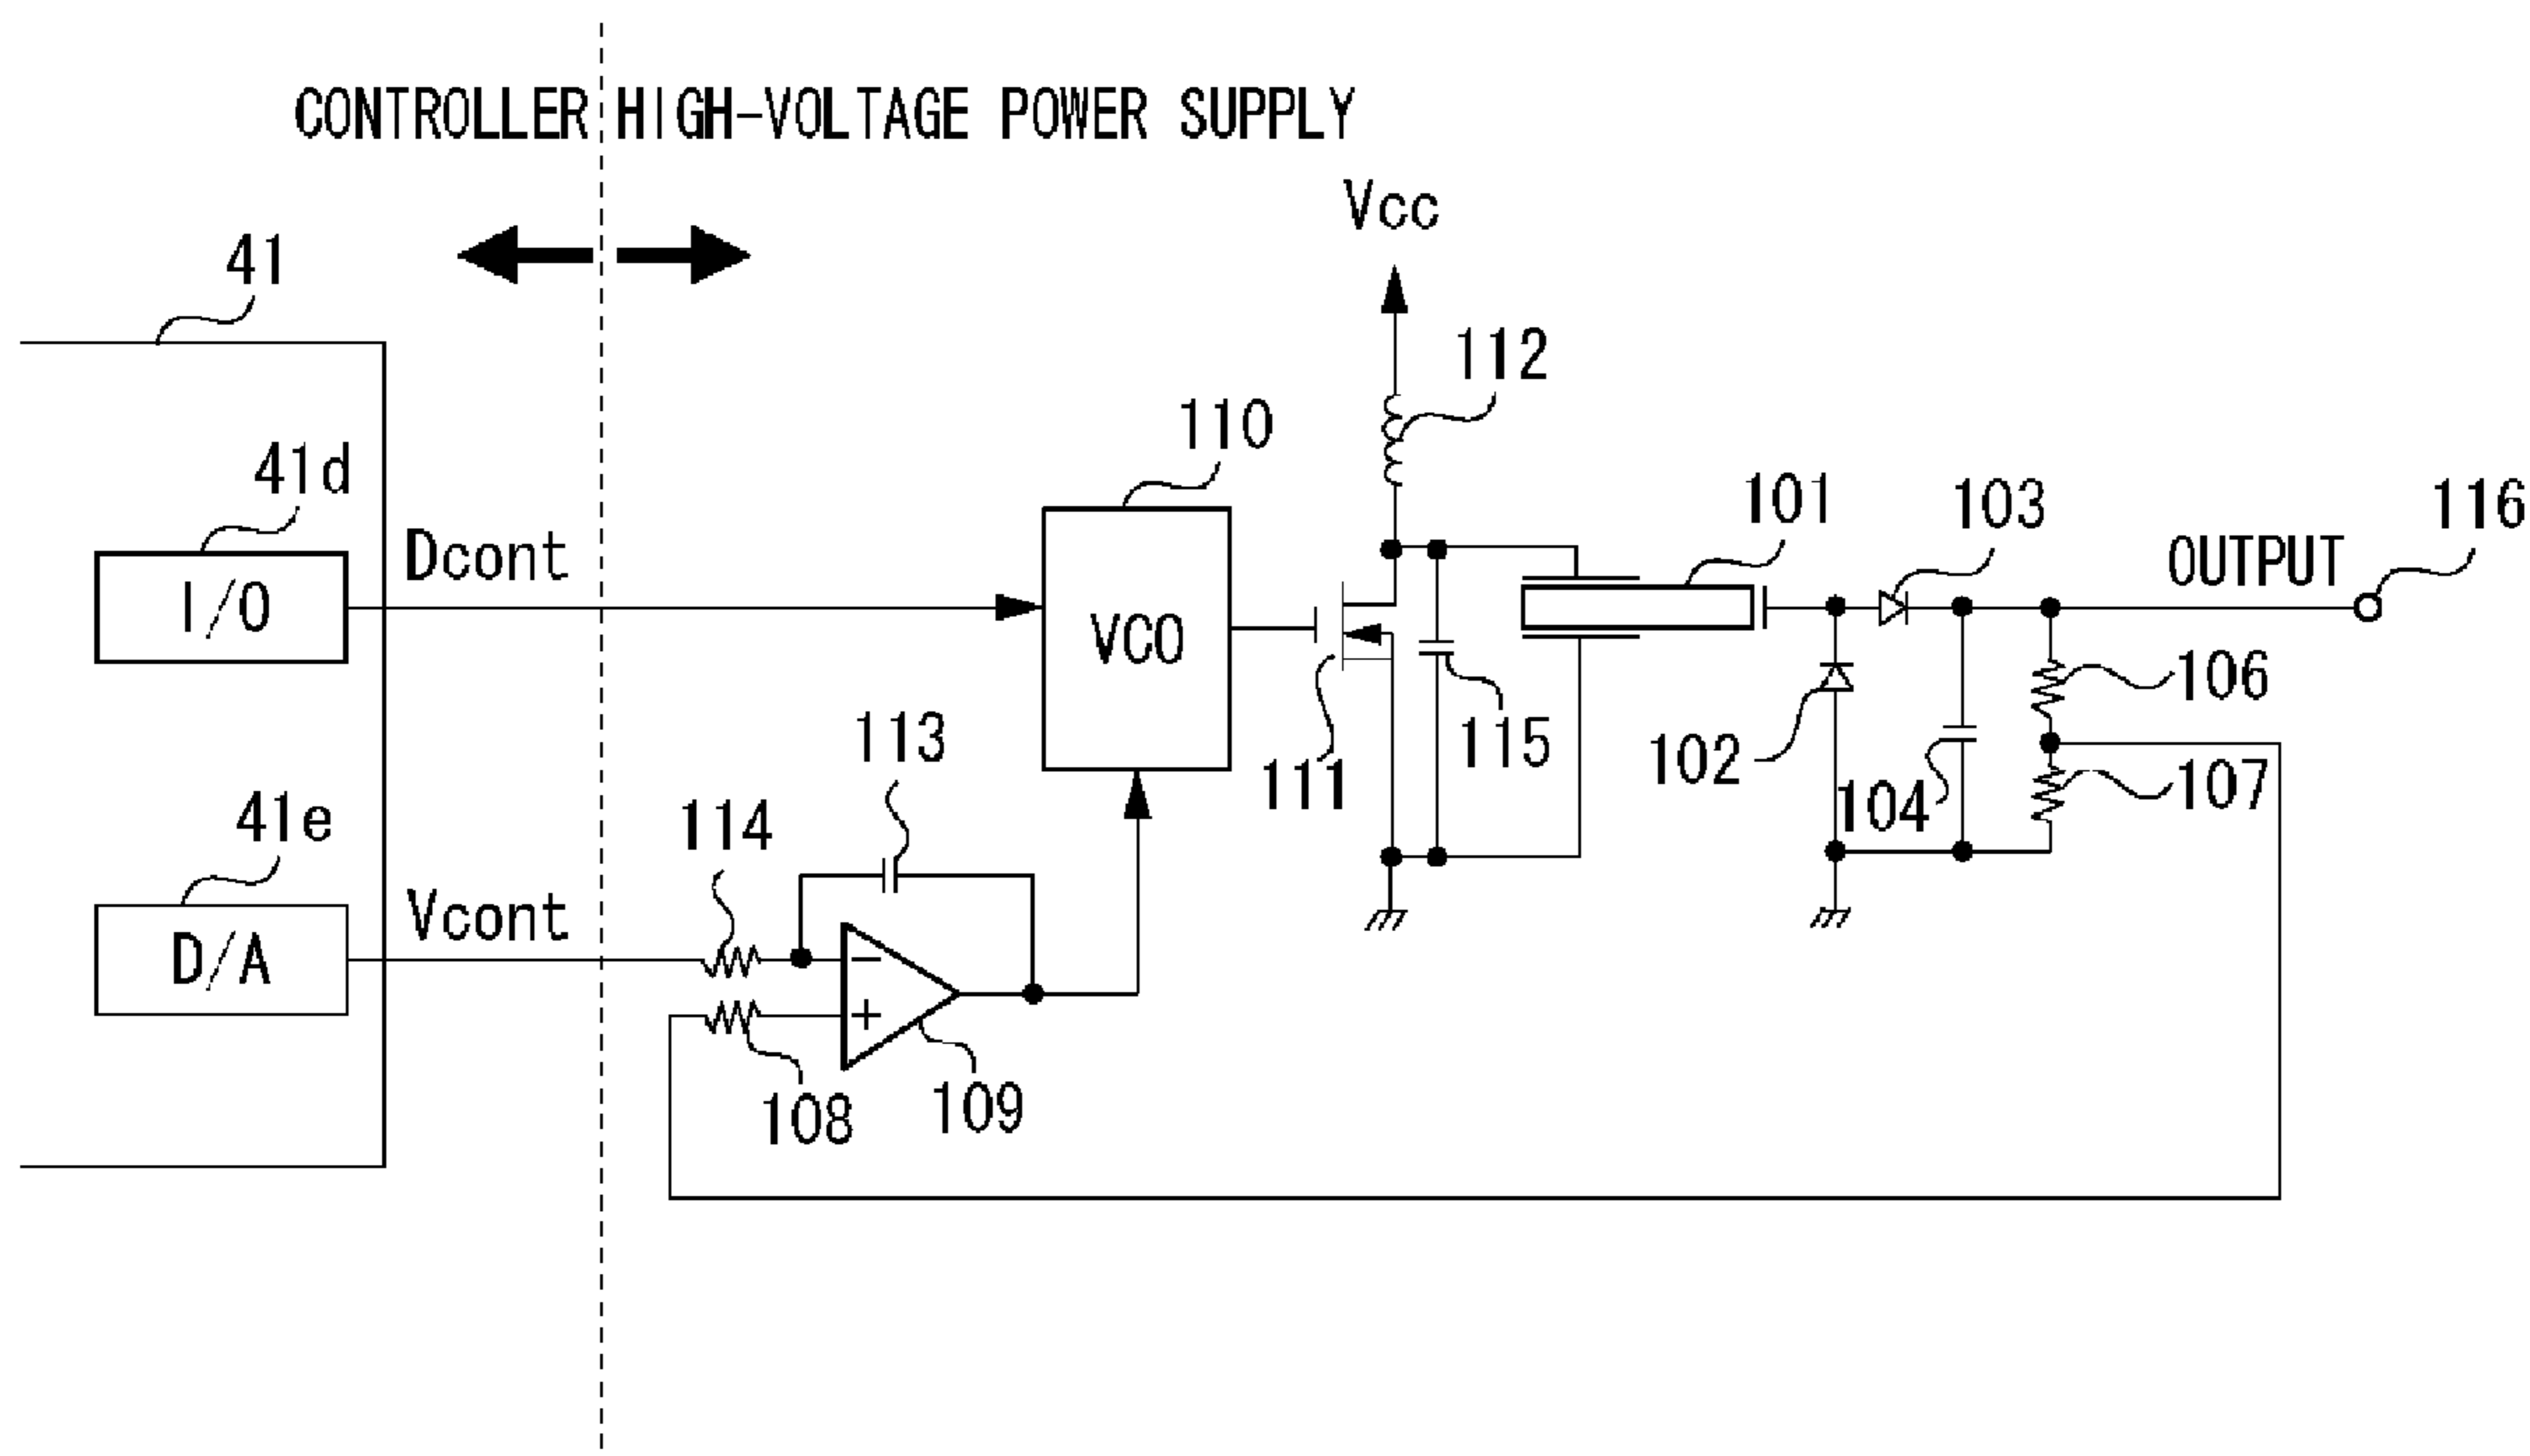 CONTROLLER HIGH-VOLTAGE POWER SUPPLY
Vcc
41
112
110
41d
101
103
116
Dcont
OUTPUT
I/O
VCO
106
113
115
102
111
107
114
104
41e
Vcont
D/A
−
+
108
109